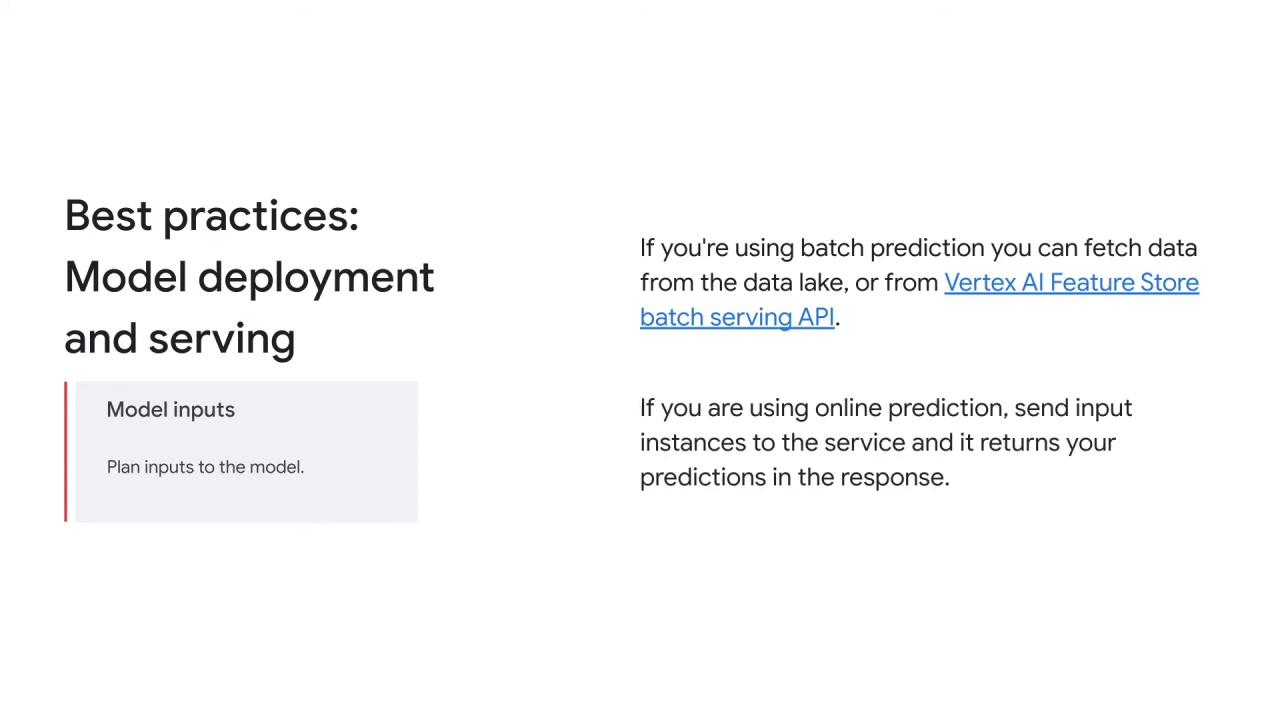 Best practices:
Model deployment
and serving
Model inputs
Plan inputs to the model.
If you're using batch prediction you can fetch data
from the data lake, or from Vertex AI Feature Store
batch serving API.
If you are using online prediction, send input
instances to the service and it returns your
predictions in the response.